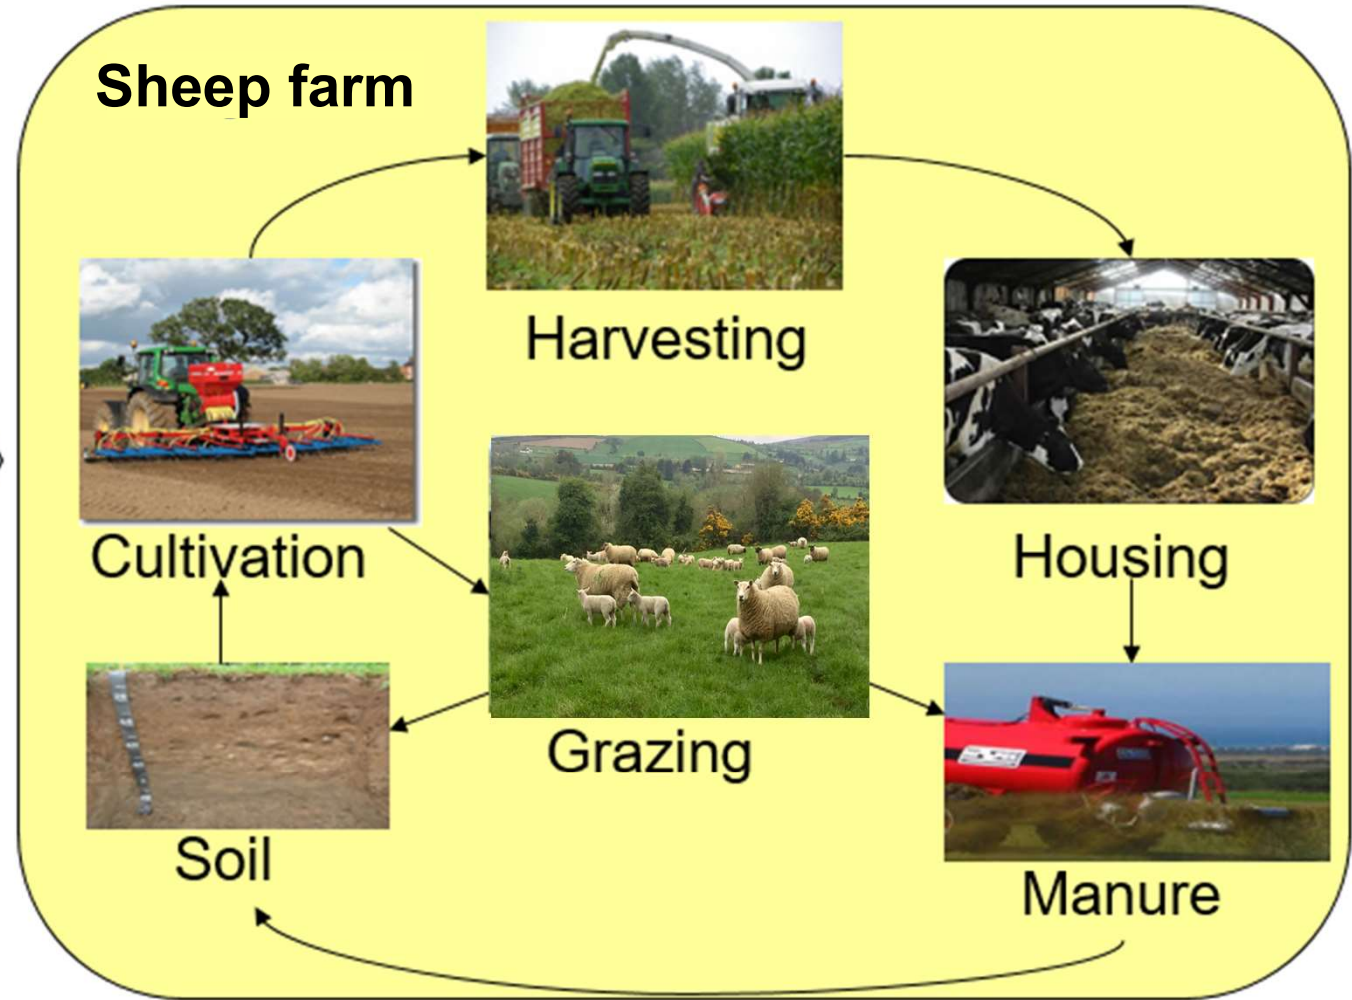 Sheep farm
Harvesting
Cultivation
Housing
Grazing
Soil
Manure